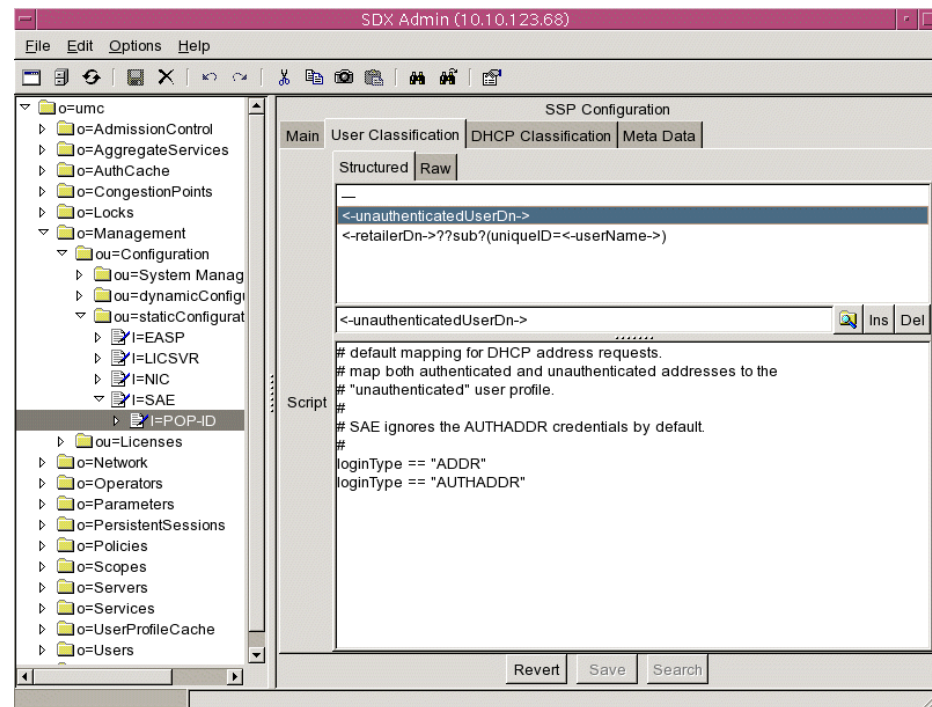 SDX Admin (10.10.123.68)
File Edit Options Help
o=umc
o=AdmissionControl
o=AggregateServices
o=AuthCache
o=CongestionPoints
o=Locks
o=Management
ou=Configuration
ou=System Manag
ou=dynamicConfigu
ou=staticConfigurat
l=EASP
l=LICSVR
l=NIC
l=SAE
l=POP-ID
ou=Licenses
o=Network
o=Operators
o=Parameters
o=PersistentSessions
o=Policies
o=Scopes
o=Servers
o=Services
o=UserProfileCache
o=Users
SSP Configuration
Main User Classification DHCP Classification Meta Data
Structured Raw
—
<-unauthenticatedUserDn->
<-retailerDn->??sub?(uniqueID=<-userName->)
<-unauthenticatedUserDn-> Ins Del
Script
# default mapping for DHCP address requests.
# map both authenticated and unauthenticated addresses to the
# "unauthenticated" user profile.
#
# SAE ignores the AUTHADDR credentials by default.
#
loginType == "ADDR"
loginType == "AUTHADDR"
Revert Save Search